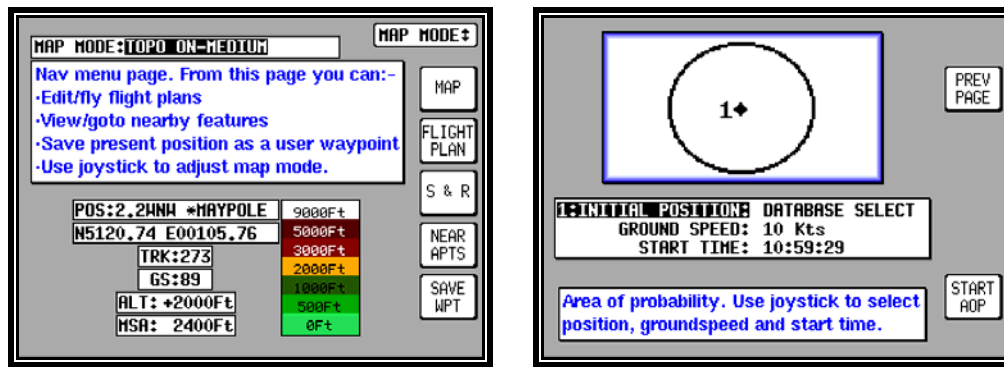 MAP MODE:TOPO ON-MEDIUM
MAP MODE↕
Nav menu page. From this page you can:-
·Edit/fly flight plans
·View/goto nearby features
·Save present position as a user waypoint
·Use joystick to adjust map mode.
MAP
FLIGHT
PLAN
S & R
NEAR
APTS
SAVE
WPT
POS:2.2WNW *MAYPOLE
N5120.74 E00105.76
TRK:273
GS:89
ALT: +2000Ft
MSA: 2400Ft
9000Ft
5000Ft
3000Ft
2000Ft
1000Ft
500Ft
0Ft
1◆
PREV
PAGE
1:INITIAL POSITION: DATABASE SELECT
GROUND SPEED: 10 Kts
START TIME: 10:59:29
Area of probability. Use joystick to select
position, groundspeed and start time.
START
AOP